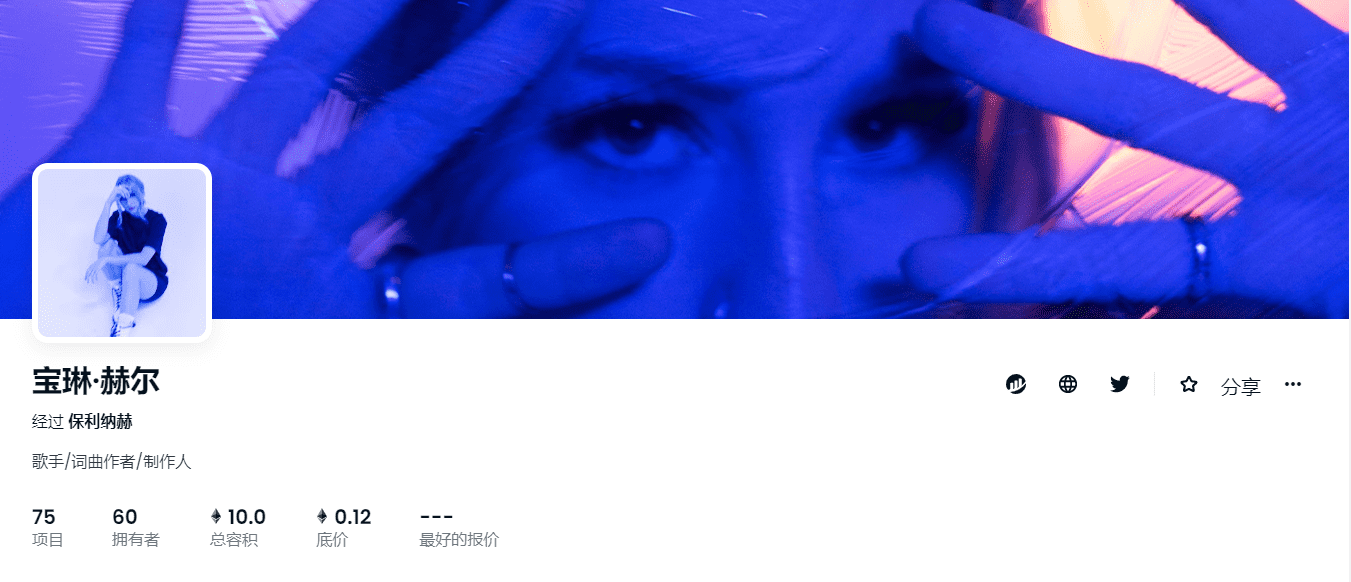 宝琳·赫尔
分享
经过 保利纳赫
歌手/词曲作者/制作人
75 60 10.0 0.12 ---
项目 拥有者 总容积 底价 最好的报价